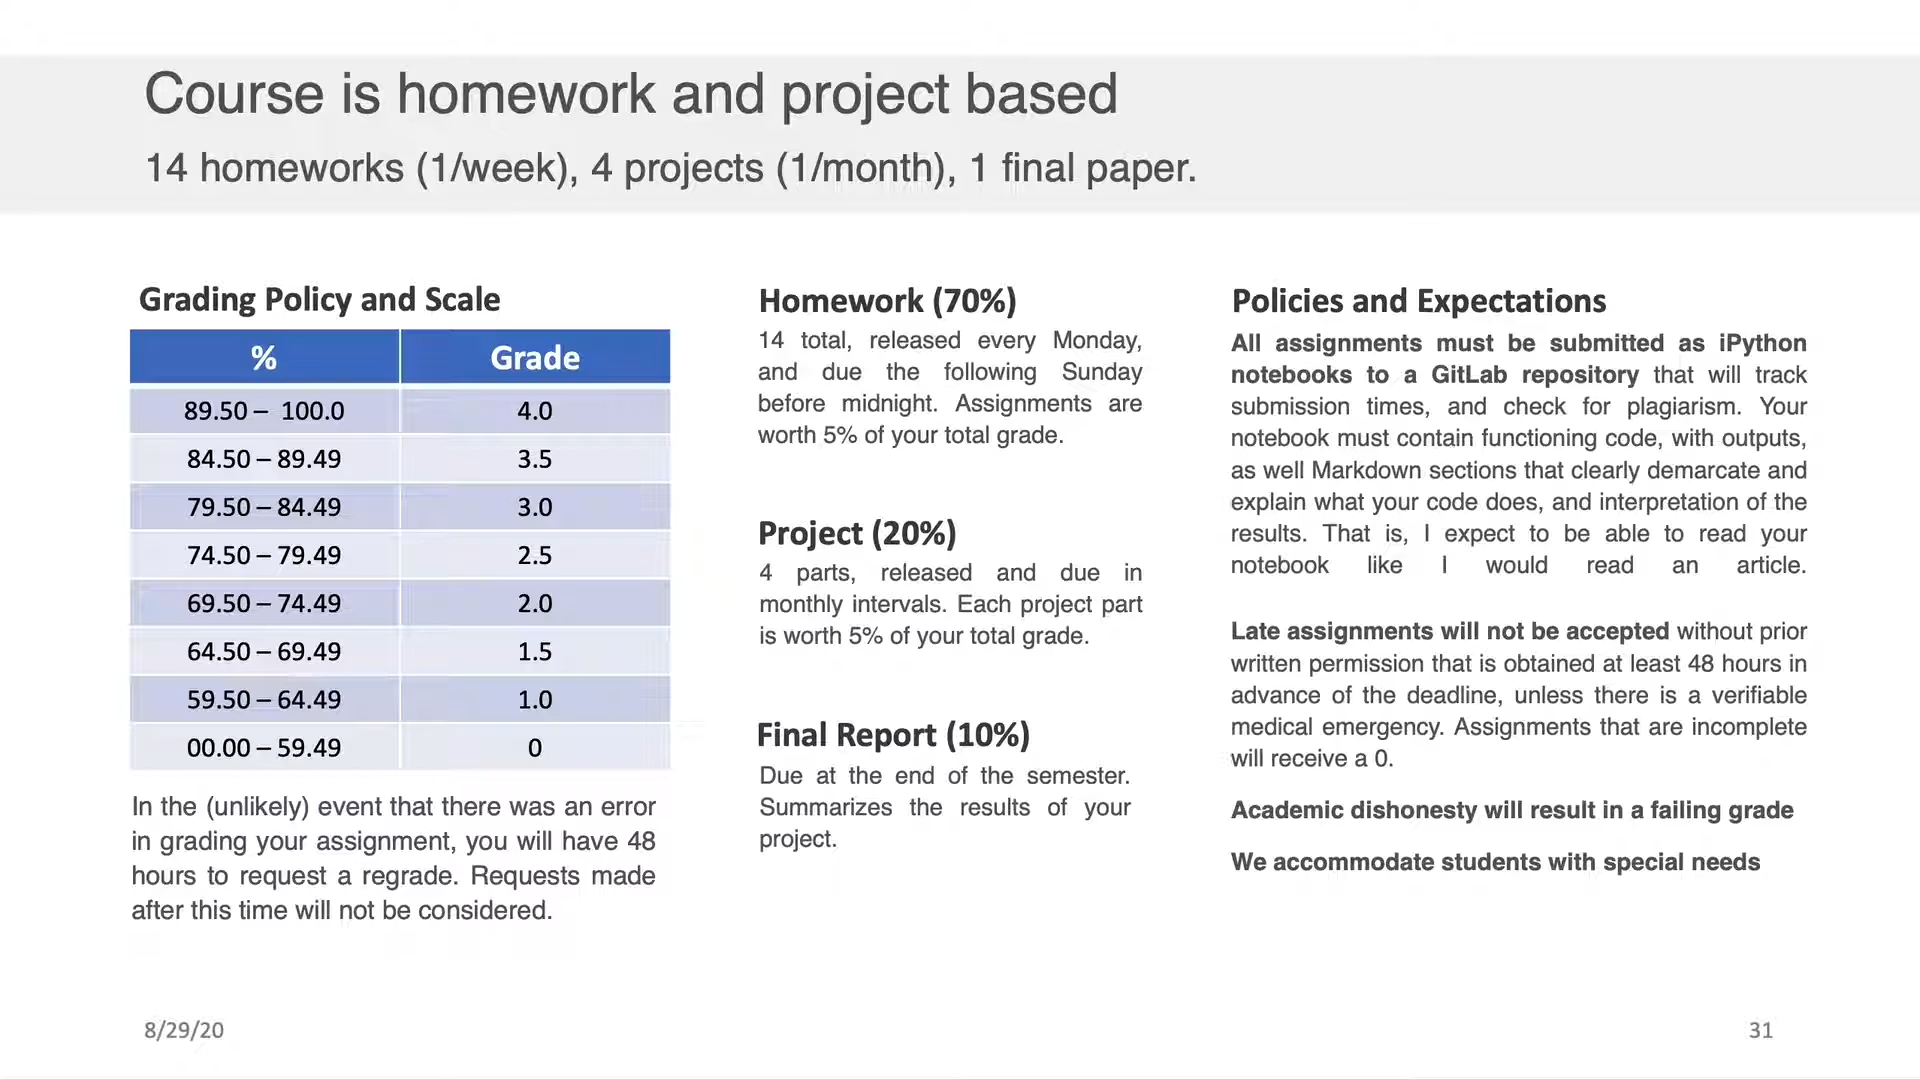 Course is homework and project based
14 homeworks (1/week), 4 projects (1/month), 1 final paper.
Grading Policy and Scale
% Grade
89.50 – 100.0 4.0
84.50 – 89.49 3.5
79.50 – 84.49 3.0
74.50 – 79.49 2.5
69.50 – 74.49 2.0
64.50 – 69.49 1.5
59.50 – 64.49 1.0
00.00 – 59.49 0
In the (unlikely) event that there was an error
in grading your assignment, you will have 48
hours to request a regrade. Requests made
after this time will not be considered.
Homework (70%)
14 total, released every Monday,
and due the following Sunday
before midnight. Assignments are
worth 5% of your total grade.
Project (20%)
4 parts, released and due in
monthly intervals. Each project part
is worth 5% of your total grade.
Final Report (10%)
Due at the end of the semester.
Summarizes the results of your
project.
Policies and Expectations
All assignments must be submitted as iPython
notebooks to a GitLab repository that will track
submission times, and check for plagiarism. Your
notebook must contain functioning code, with outputs,
as well Markdown sections that clearly demarcate and
explain what your code does, and interpretation of the
results. That is, I expect to be able to read your
notebook like I would read an article.
Late assignments will not be accepted without prior
written permission that is obtained at least 48 hours in
advance of the deadline, unless there is a verifiable
medical emergency. Assignments that are incomplete
will receive a 0.
Academic dishonesty will result in a failing grade
We accommodate students with special needs
8/29/20
31